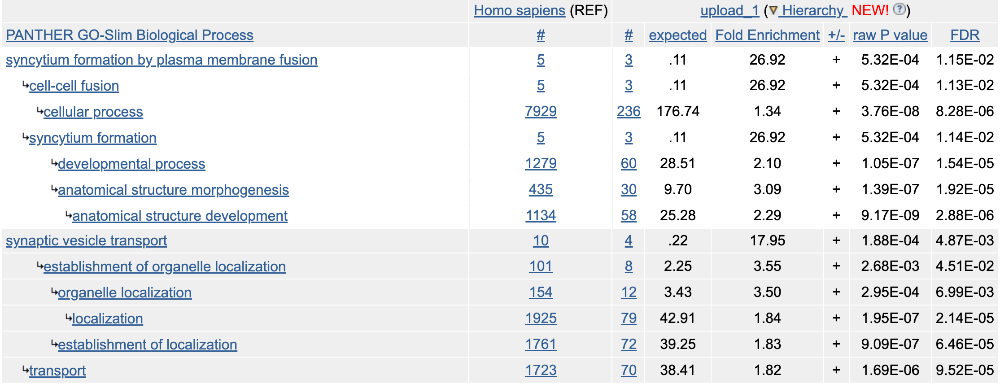 Homo sapiens (REF) upload_1 (▼ Hierarchy NEW! ?)
PANTHER GO-Slim Biological Process # # expected Fold Enrichment +/- raw P value FDR
syncytium formation by plasma membrane fusion 5 3 .11 26.92 + 5.32E-04 1.15E-02
↳cell-cell fusion 5 3 .11 26.92 + 5.32E-04 1.13E-02
↳cellular process 7929 236 176.74 1.34 + 3.76E-08 8.28E-06
↳syncytium formation 5 3 .11 26.92 + 5.32E-04 1.14E-02
↳developmental process 1279 60 28.51 2.10 + 1.05E-07 1.54E-05
↳anatomical structure morphogenesis 435 30 9.70 3.09 + 1.39E-07 1.92E-05
↳anatomical structure development 1134 58 25.28 2.29 + 9.17E-09 2.88E-06
synaptic vesicle transport 10 4 .22 17.95 + 1.88E-04 4.87E-03
↳establishment of organelle localization 101 8 2.25 3.55 + 2.68E-03 4.51E-02
↳organelle localization 154 12 3.43 3.50 + 2.95E-04 6.99E-03
↳localization 1925 79 42.91 1.84 + 1.95E-07 2.14E-05
↳establishment of localization 1761 72 39.25 1.83 + 9.09E-07 6.46E-05
↳transport 1723 70 38.41 1.82 + 1.69E-06 9.52E-05